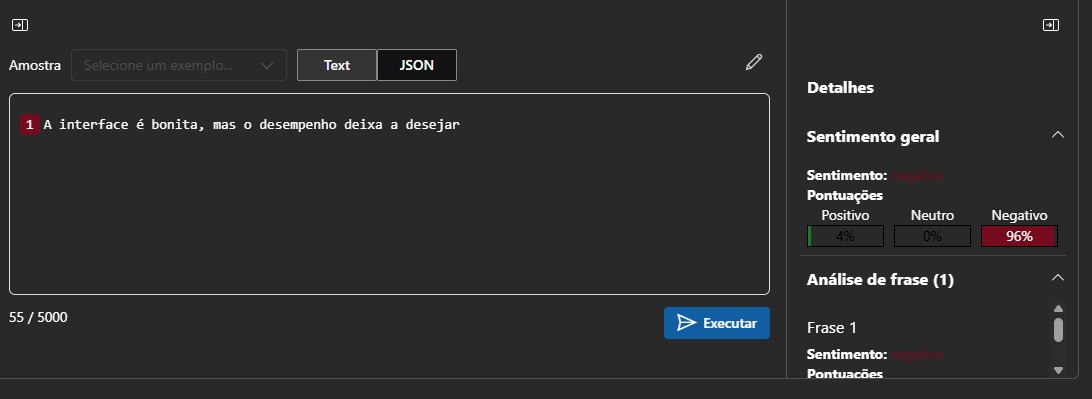 Amostra Selecione um exemplo... Text JSON
1 A interface é bonita, mas o desempenho deixa a desejar
55 / 5000
Executar
Detalhes
Sentimento geral
Sentimento: negativo
Pontuações
Positivo Neutro Negativo
4% 0% 96%
Análise de frase (1)
Frase 1
Sentimento: negativo
Pontuações